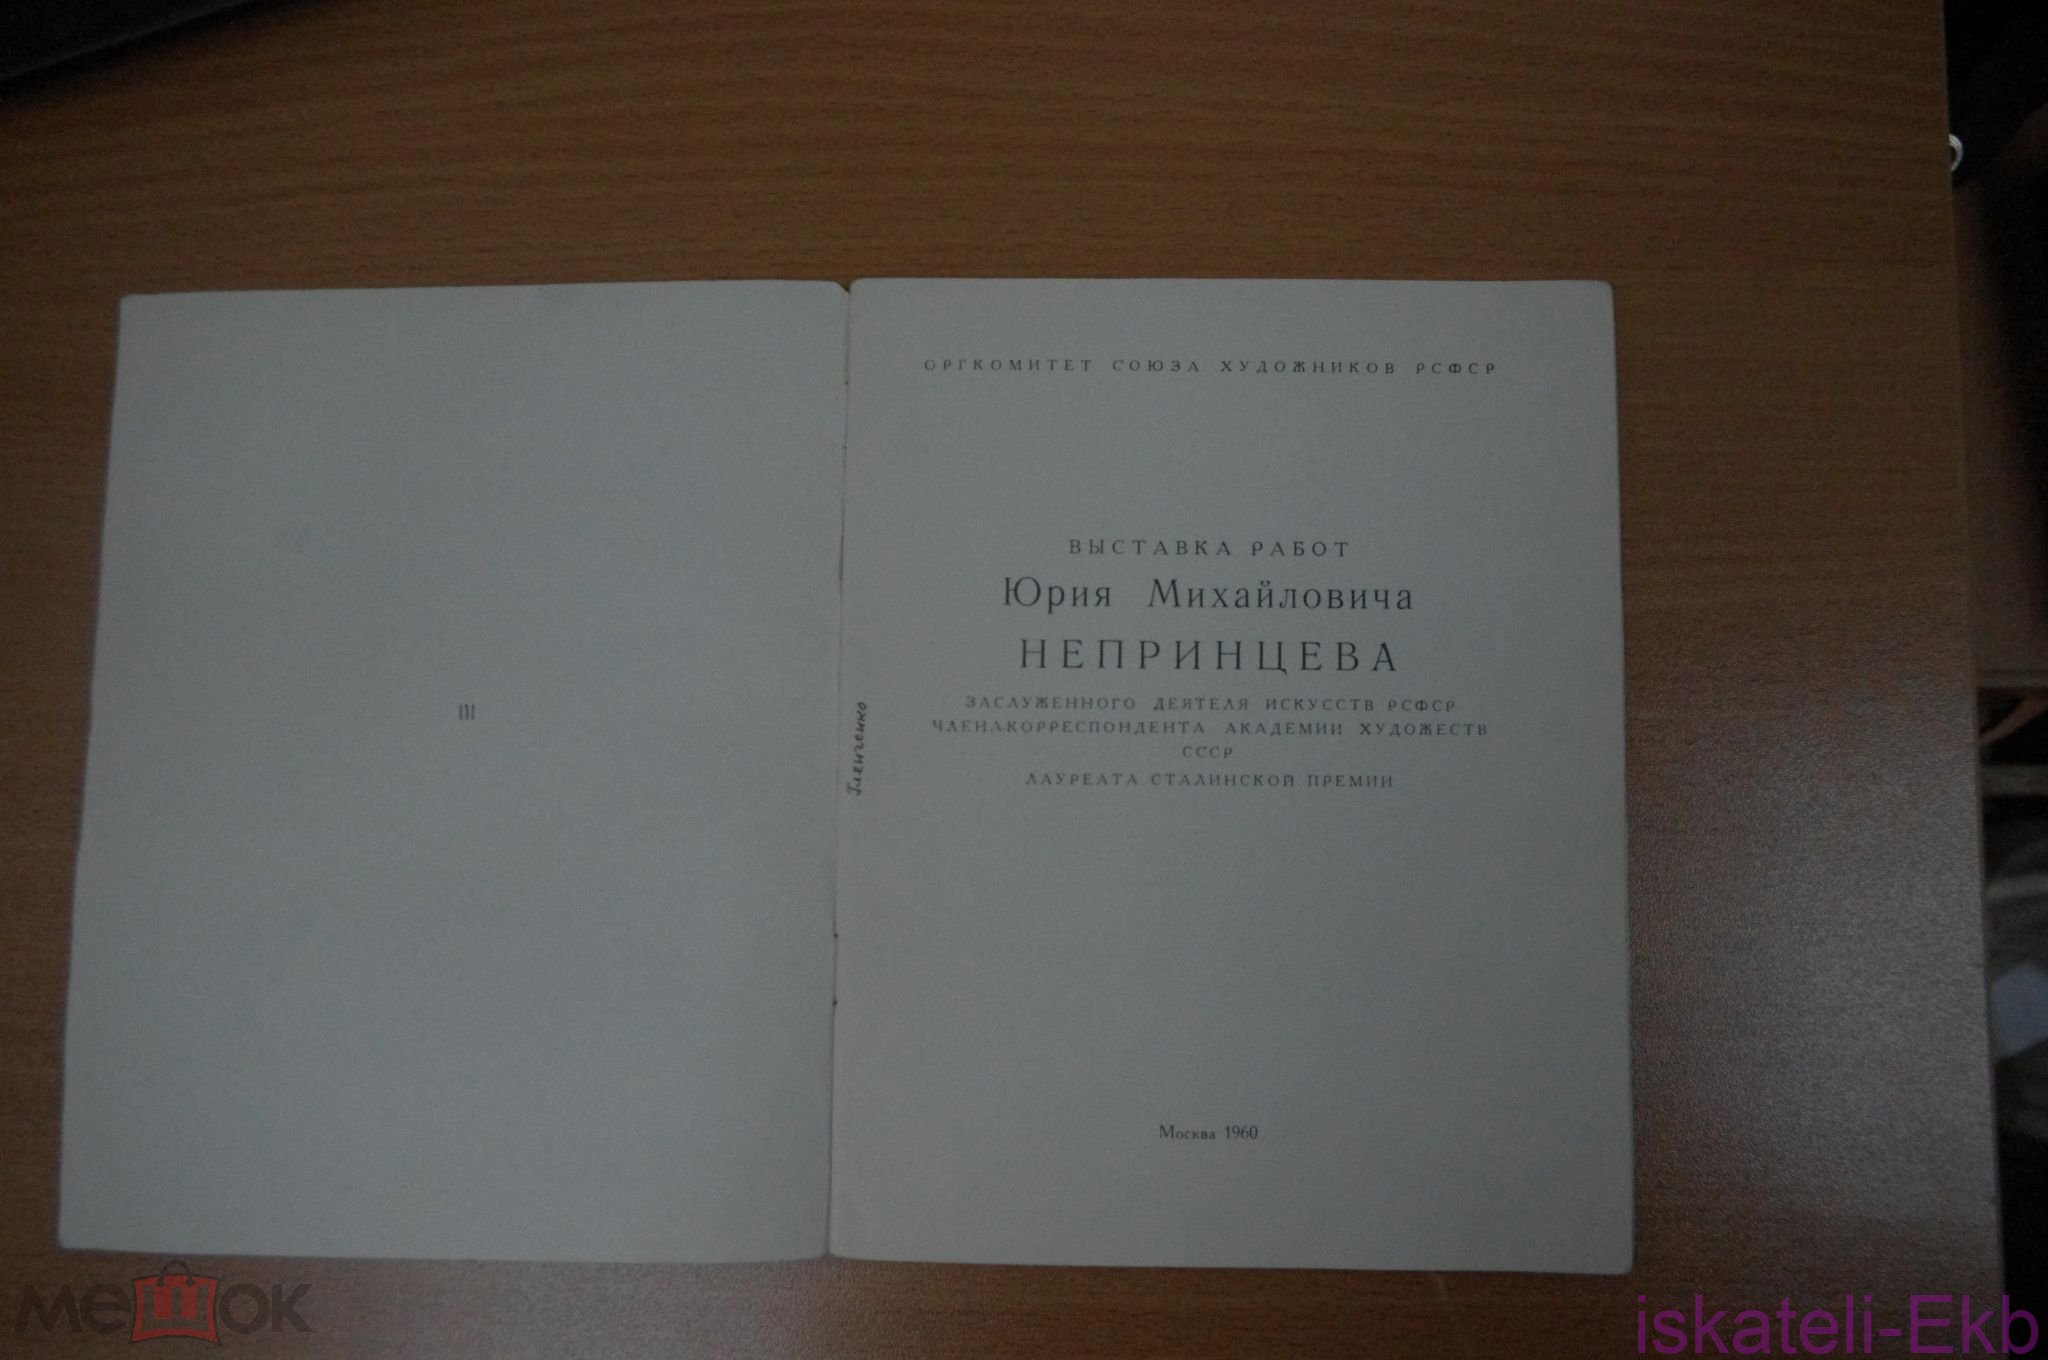 ОРГКОМИТЕТ СОЮЗА ХУДОЖНИКОВ РСФСР
ВЫСТАВКА РАБОТ
Юрия Михайловича
НЕПРИНЦЕВА
ЗАСЛУЖЕННОГО ДЕЯТЕЛЯ ИСКУССТВ РСФСР
ЧЛЕНА-КОРРЕСПОНДЕНТА АКАДЕМИИ ХУДОЖЕСТВ
СССР
ЛАУРЕАТА СТАЛИНСКОЙ ПРЕМИИ
Москва 1960
мешок
iskateli-Ekb